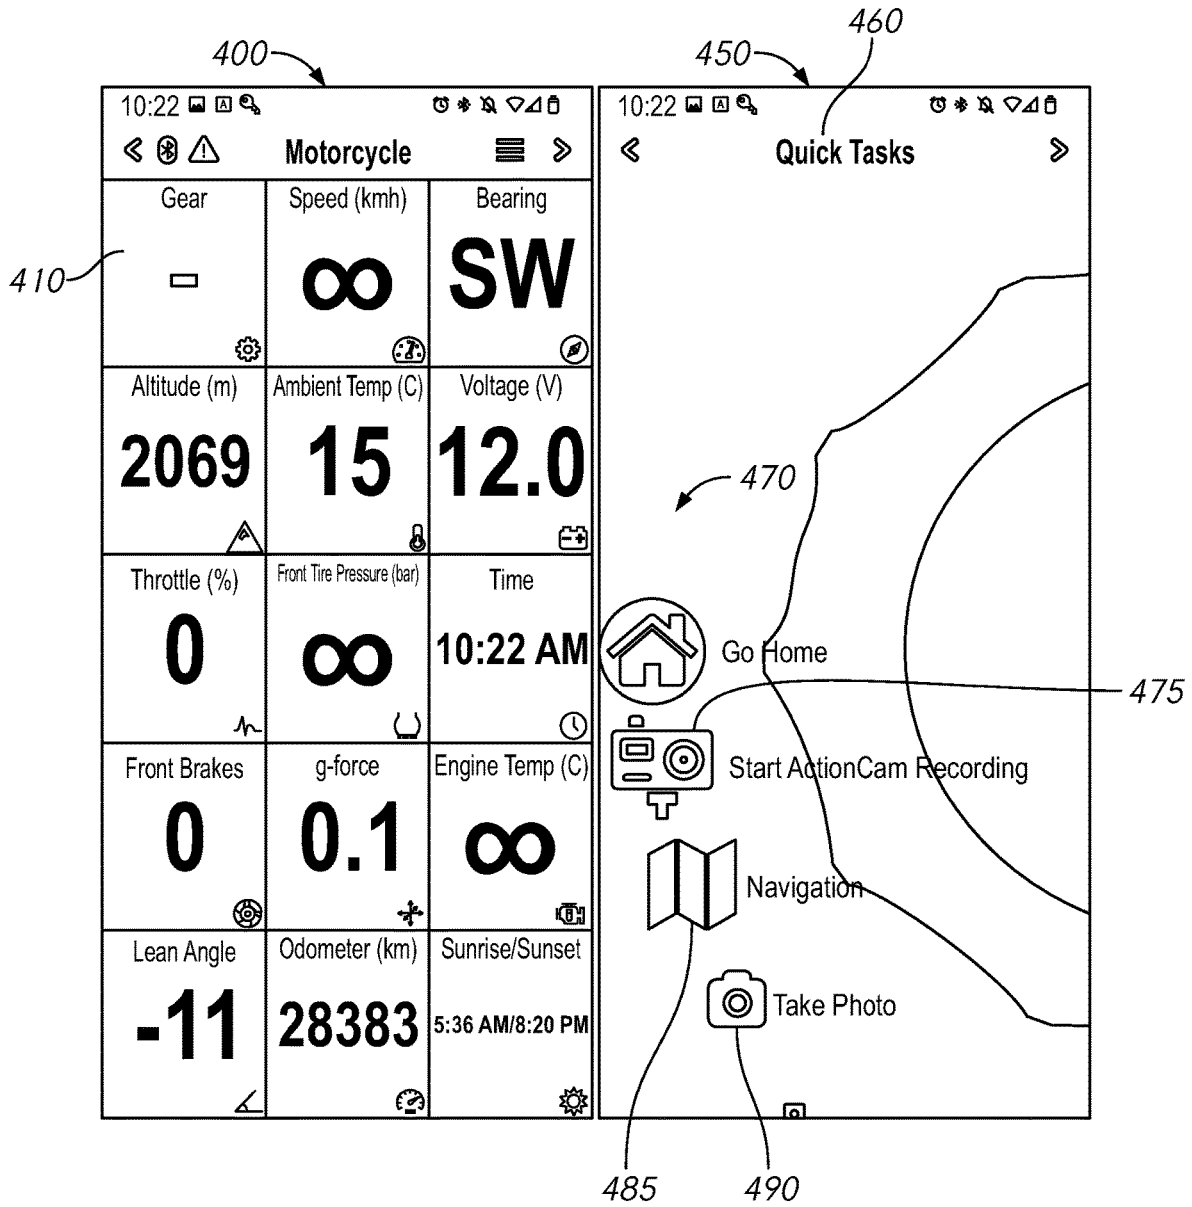 400
450
460
10:22 A
Motorcycle
10:22 A
Quick Tasks
410
Gear
-
Speed (kmh)
∞
Bearing
SW
Altitude (m)
2069
Ambient Temp (C)
15
Voltage (V)
12.0
Throttle (%)
0
Front Tire Pressure (bar)
∞
Time
10:22 AM
Front Brakes
0
g-force
0.1
Engine Temp (C)
∞
Lean Angle
-11
Odometer (km)
28383
Sunrise/Sunset
5:36 AM/8:20 PM
470
Go Home
475
Start ActionCam Recording
Navigation
Take Photo
485
490